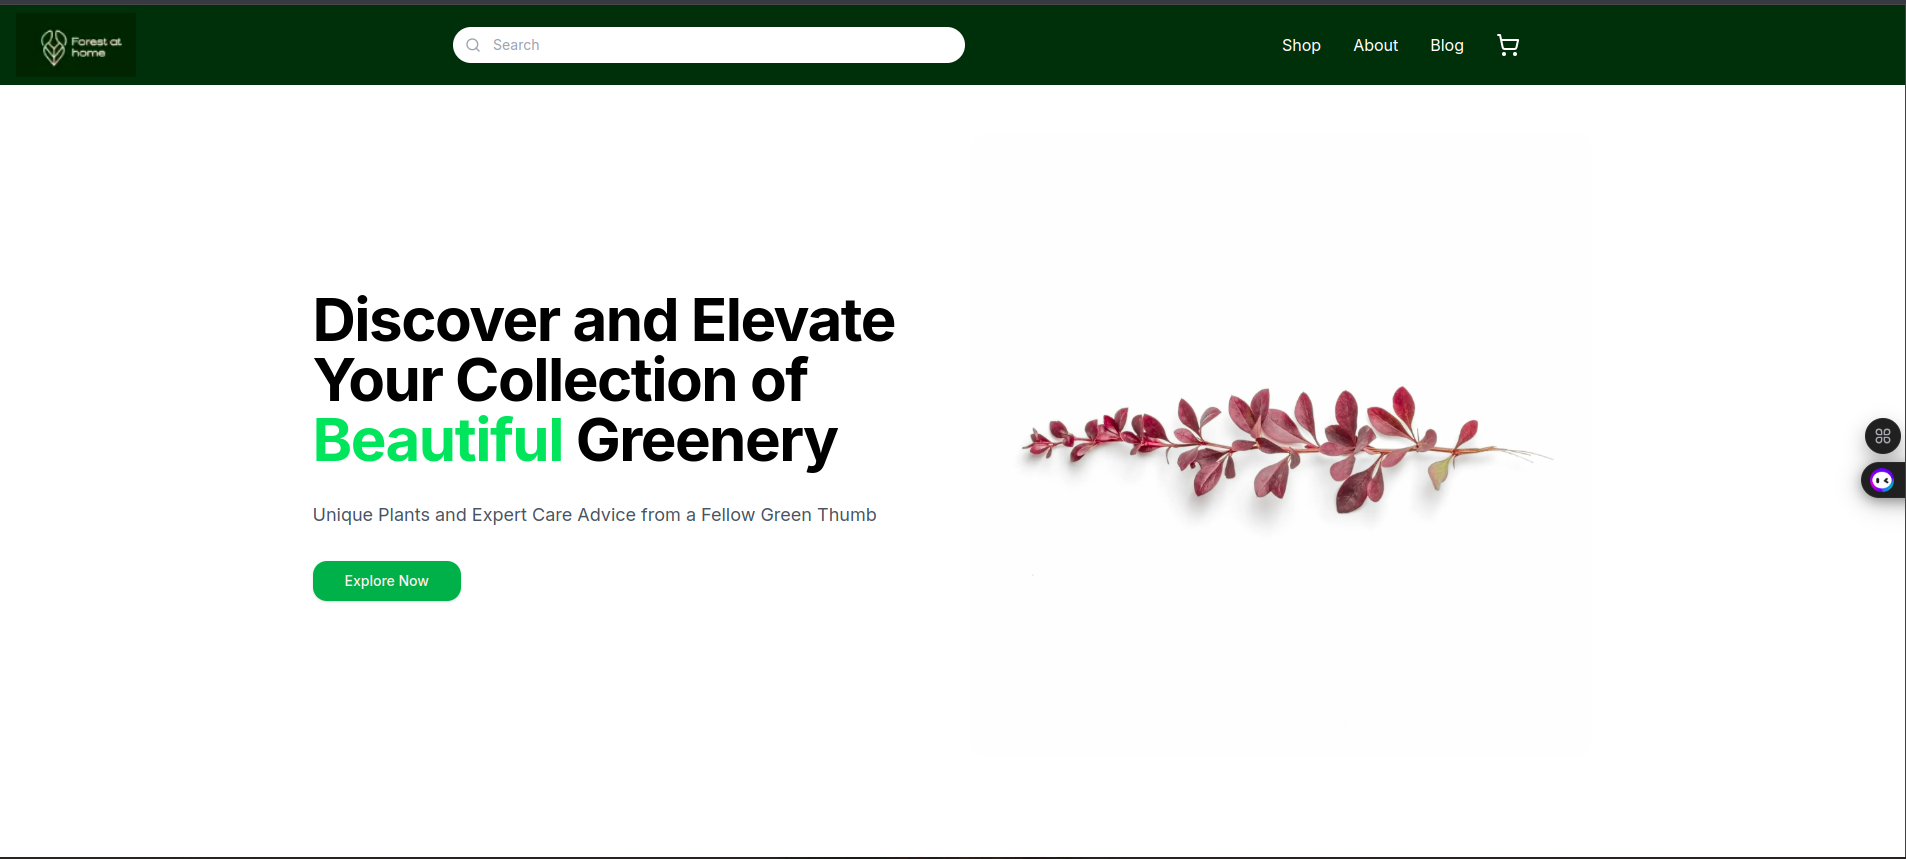 Forest at
home
Search
Shop
About
Blog
Discover and Elevate
Your Collection of
Beautiful Greenery
Unique Plants and Expert Care Advice from a Fellow Green Thumb
Explore Now